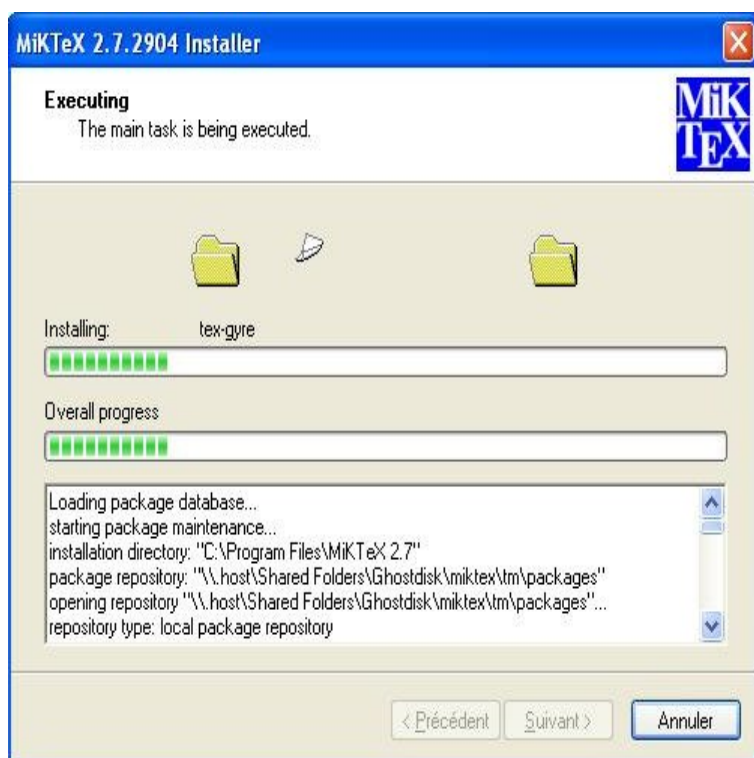 MiKTeX 2.7.2904 Installer
Executing
The main task is being executed.
MiK
TEX
Installing: tex-gyre
Overall progress
Loading package database...
starting package maintenance...
installation directory: "C:\Program Files\MiKTeX 2.7"
package repository: "\\.host\Shared Folders\Ghostdisk\miktex\tm\packages"
opening repository "\\.host\Shared Folders\Ghostdisk\miktex\tm\packages"...
repository type: local package repository
< Précédent Suivant > Annuler